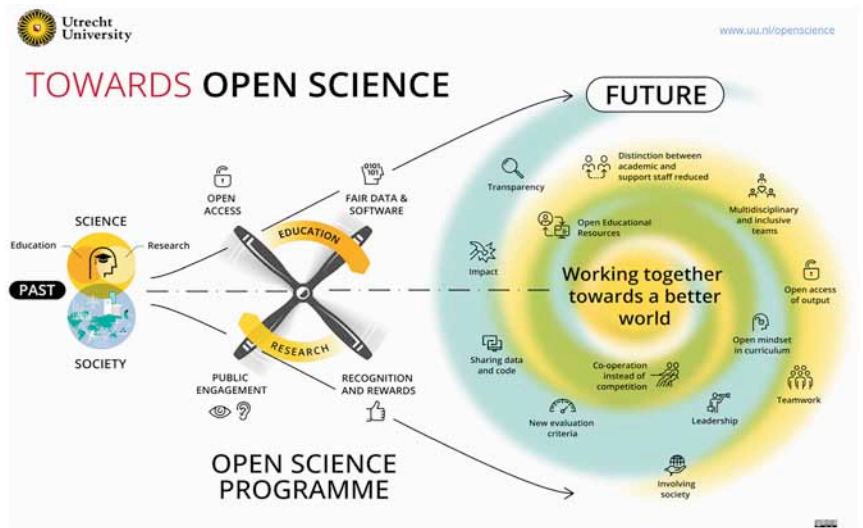 Utrecht
University
www.uu.nl/openscience
TOWARDS OPEN SCIENCE
FUTURE
OPEN
ACCESS
FAIR DATA &
SOFTWARE
0101
101
SCIENCE
Education
Research
PAST
SOCIETY
EDUCATION
RESEARCH
PUBLIC
ENGAGEMENT
RECOGNITION
AND REWARDS
OPEN SCIENCE
PROGRAMME
Transparency
Distinction between
academic and
support staff reduced
Multidisciplinary
and inclusive
teams
Open Educational
Resources
Impact
Working together
towards a better
world
Open access
of output
Open mindset
in curriculum
Sharing data
and code
Co-operation
instead of
competition
Teamwork
New evaluation
criteria
Leadership
Involving
society